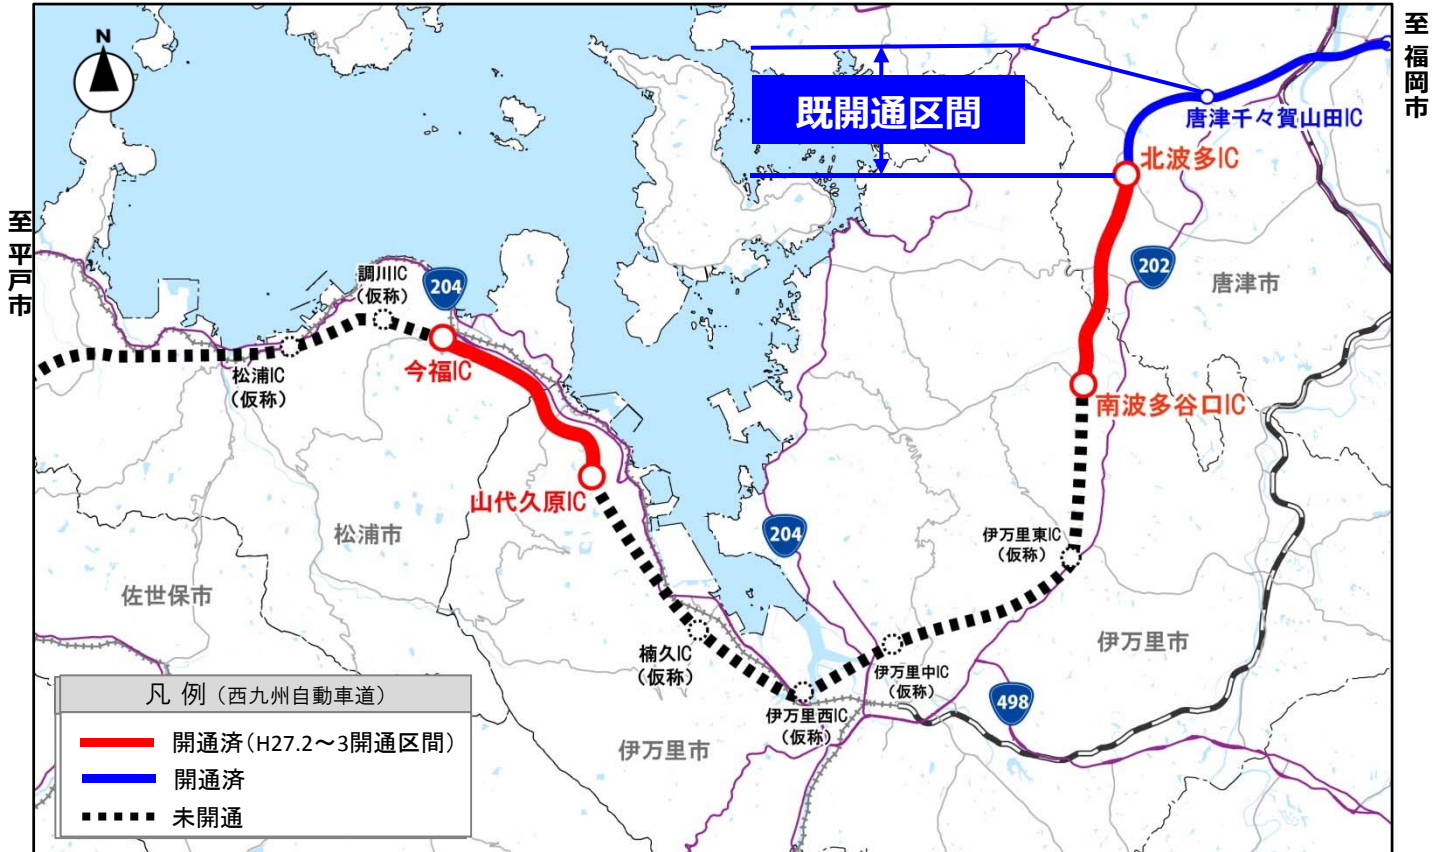 N
至福岡市
既開通区間
唐津千々賀山田IC
北波多IC
至平戸市
調川IC
（仮称）
204
202
唐津市
松浦IC
（仮称）
今福IC
南波多谷口IC
山代久原IC
松浦市
204
伊万里東IC
（仮称）
佐世保市
楠久IC
（仮称）
伊万里中IC
（仮称）
伊万里市
伊万里西IC
（仮称）
498
伊万里市
凡 例（西九州自動車道）
開通済（H27.2～3開通区間）
開通済
未開通